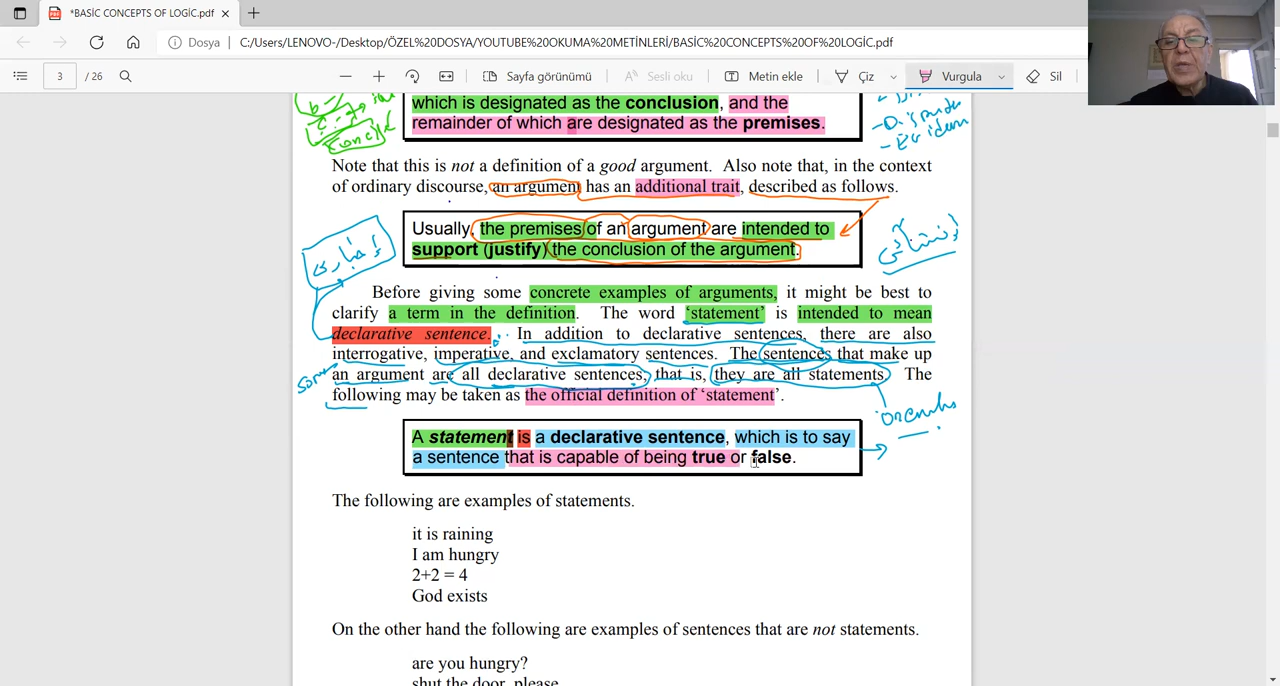 *BASİC CONCEPTS OF LOGİC.pdf
Dosya C:/Users/LENOVO-/Desktop/ÖZEL%20DOSYA/YOUTUBE%20OKUMA%20METİNLERİ/BASİC%20CONCEPTS%20OF%20LOGİC.pdf
3 / 26 Sayfa görünümü Sesli oku Metin ekle Çiz Vurgula Sil
which is designated as the conclusion, and the
remainder of which are designated as the premises.
Note that this is not a definition of a good argument. Also note that, in the context
of ordinary discourse, an argument has an additional trait, described as follows.
Usually, the premises of an argument are intended to
support (justify) the conclusion of the argument.
Before giving some concrete examples of arguments, it might be best to
clarify a term in the definition. The word ‘statement’ is intended to mean
declarative sentence. In addition to declarative sentences, there are also
interrogative, imperative, and exclamatory sentences. The sentences that make up
an argument are all declarative sentences, that is, they are all statements. The
following may be taken as the official definition of ‘statement’.
A statement is a declarative sentence, which is to say
a sentence that is capable of being true or false.
The following are examples of statements.
it is raining
I am hungry
2+2 = 4
God exists
On the other hand the following are examples of sentences that are not statements.
are you hungry?
shut the door, please